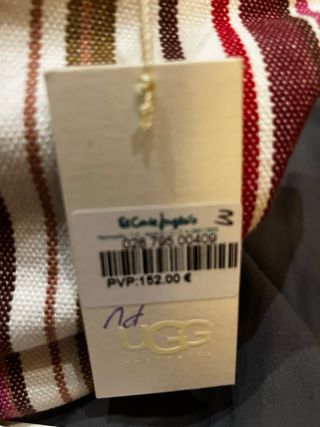 El Corte Inglés
3
026 795 00409
PVP:152.00 €
UGG